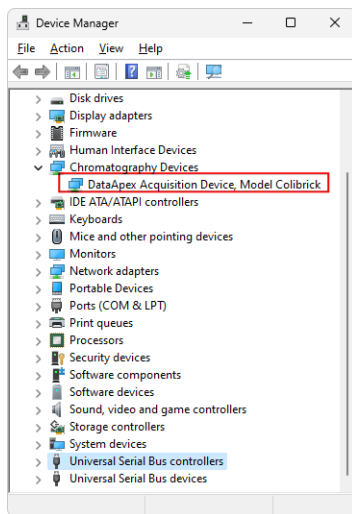 Device Manager
File Action View Help
Disk drives
Display adapters
Firmware
Human Interface Devices
Chromatography Devices
DataApex Acquisition Device, Model Colibrick
IDE ATA/ATAPI controllers
Keyboards
Mice and other pointing devices
Monitors
Network adapters
Portable Devices
Ports (COM & LPT)
Print queues
Processors
Security devices
Software components
Software devices
Sound, video and game controllers
Storage controllers
System devices
Universal Serial Bus controllers
Universal Serial Bus devices